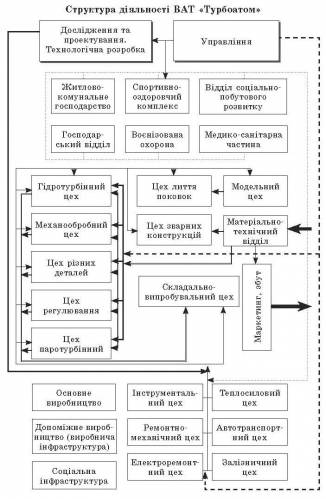 Структура діяльності ВАТ «Турбоатом»
Дослідження та
проектування.
Технологічна розробка
Управління
Житлово-
комунальне
господарство
Спортивно-
оздоровчий
комплекс
Відділ соціально-
побутового
розвитку
Господар-
ський відділ
Воєнізована
охорона
Медико-санітарна
частина
Гідротурбінний
цех
Цех лиття
поковок
Модельний
цех
Механообробний
цех
Цех зварних
конструкцій
Матеріально-
технічний
відділ
Цех різних
деталей
Складально-
випробувальний цех
Маркетинг, збут
Цех
регулювання
Цех
паротурбінний
Основне
виробництво
Інструменталь-
ний цех
Теплосиловий
цех
Допоміжне вироб-
ництво (виробнича
інфраструктура)
Ремонтно-
механічний цех
Автотранспорт-
ний цех
Соціальна
інфраструктура
Електроремонт-
ний цех
Залізничний
цех